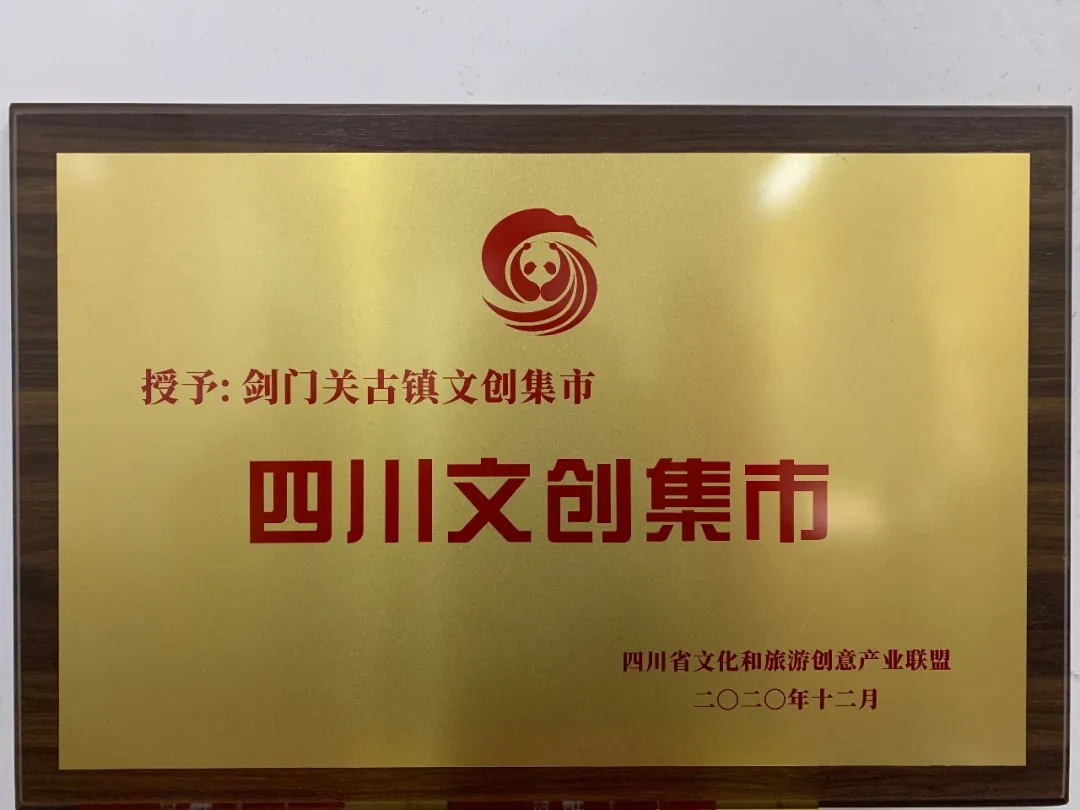 授予: 剑门关古镇文创集市
四川文创集市
四川省文化和旅游创意产业联盟
二〇二〇年十二月